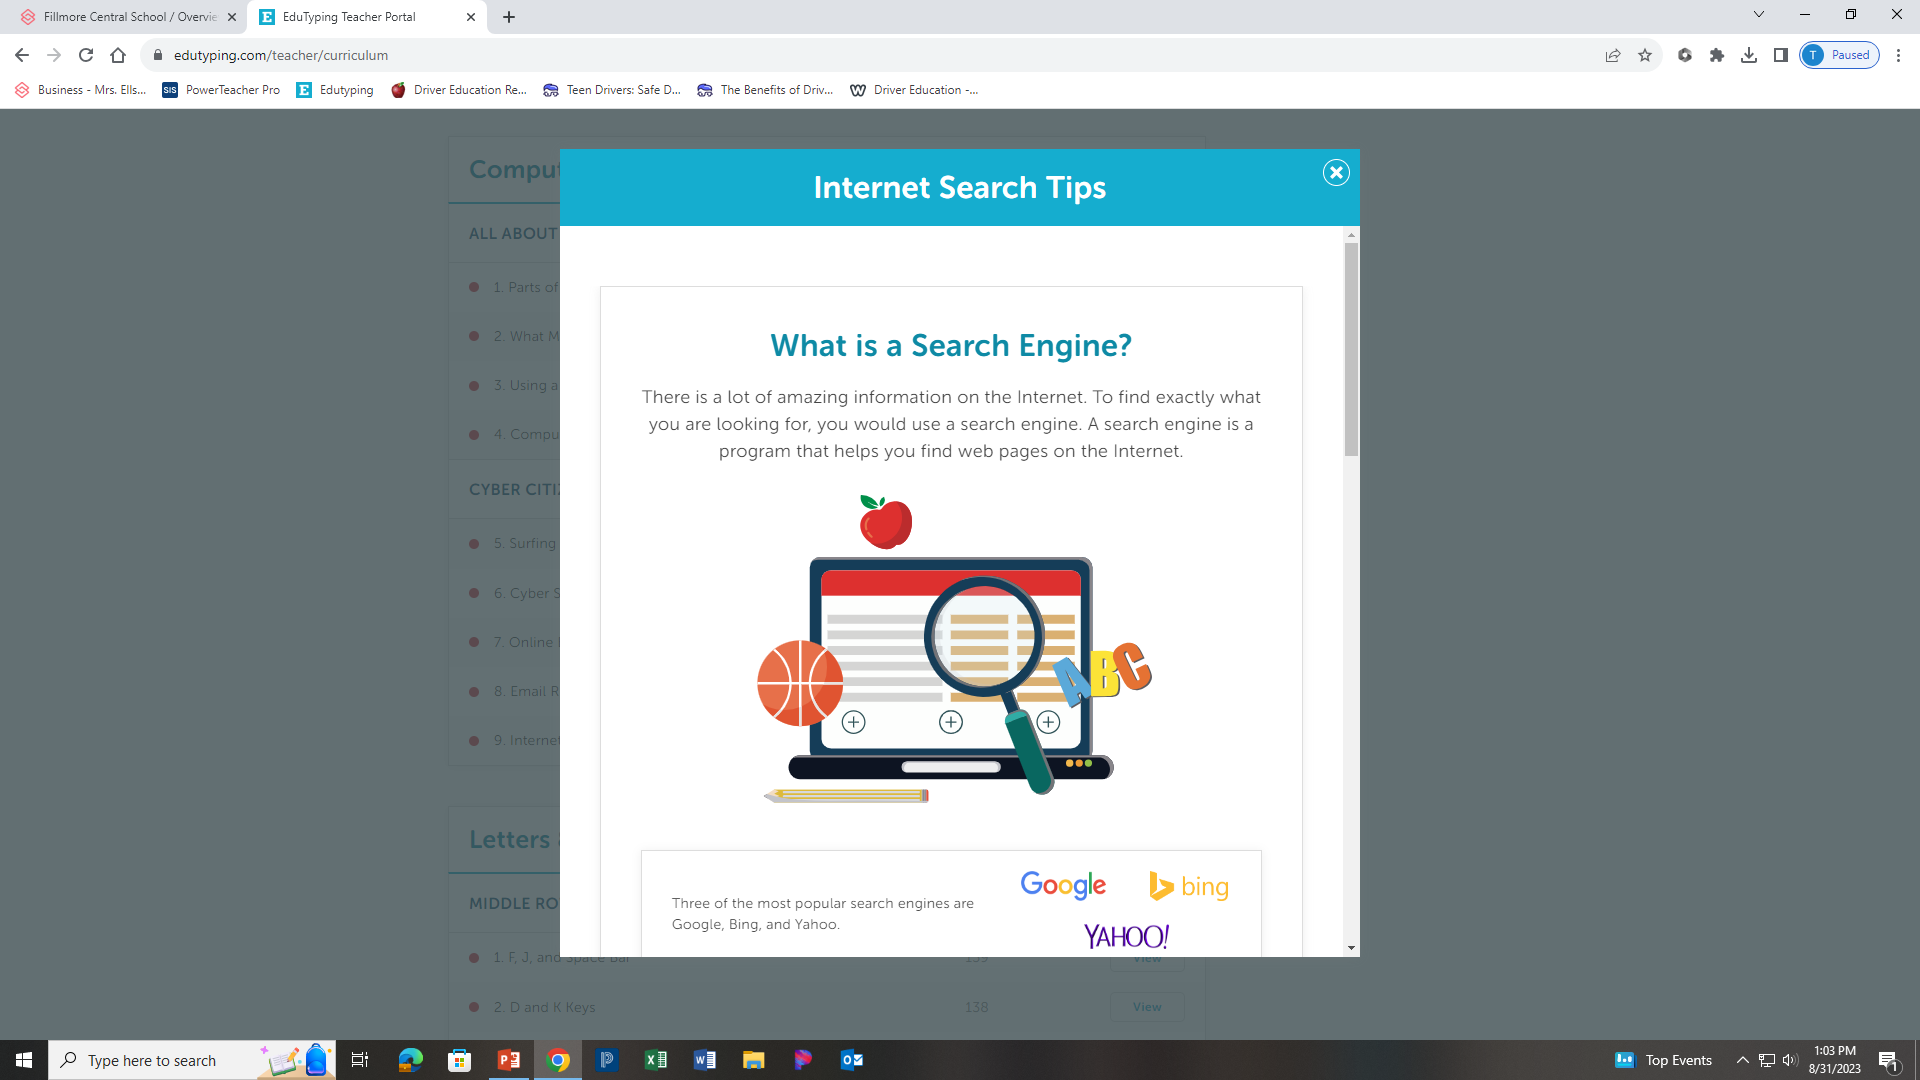 Fillmore Central School / Overvie
EduTyping Teacher Portal
edutyping.com/teacher/curriculum
T Paused
Business - Mrs. Ells...
SIS PowerTeacher Pro
E Edutyping
Driver Education Re...
Teen Drivers: Safe D...
The Benefits of Driv...
W Driver Education -...
Comput
Internet Search Tips
ALL ABOUT
1. Parts of
2. What M
3. Using a
4. Compu
CYBER CITI
5. Surfing
6. Cyber S
7. Online
8. Email R
9. Internet
What is a Search Engine?
There is a lot of amazing information on the Internet. To find exactly what
you are looking for, you would use a search engine. A search engine is a
program that helps you find web pages on the Internet.
ABC
Three of the most popular search engines are
Google, Bing, and Yahoo.
Google
bing
YAHOO!
Letters
MIDDLE RO
1. F, J, and Space Bar 139 View
2. D and K Keys 138 View
Type here to search
Top Events
1:03 PM
8/31/2023
1